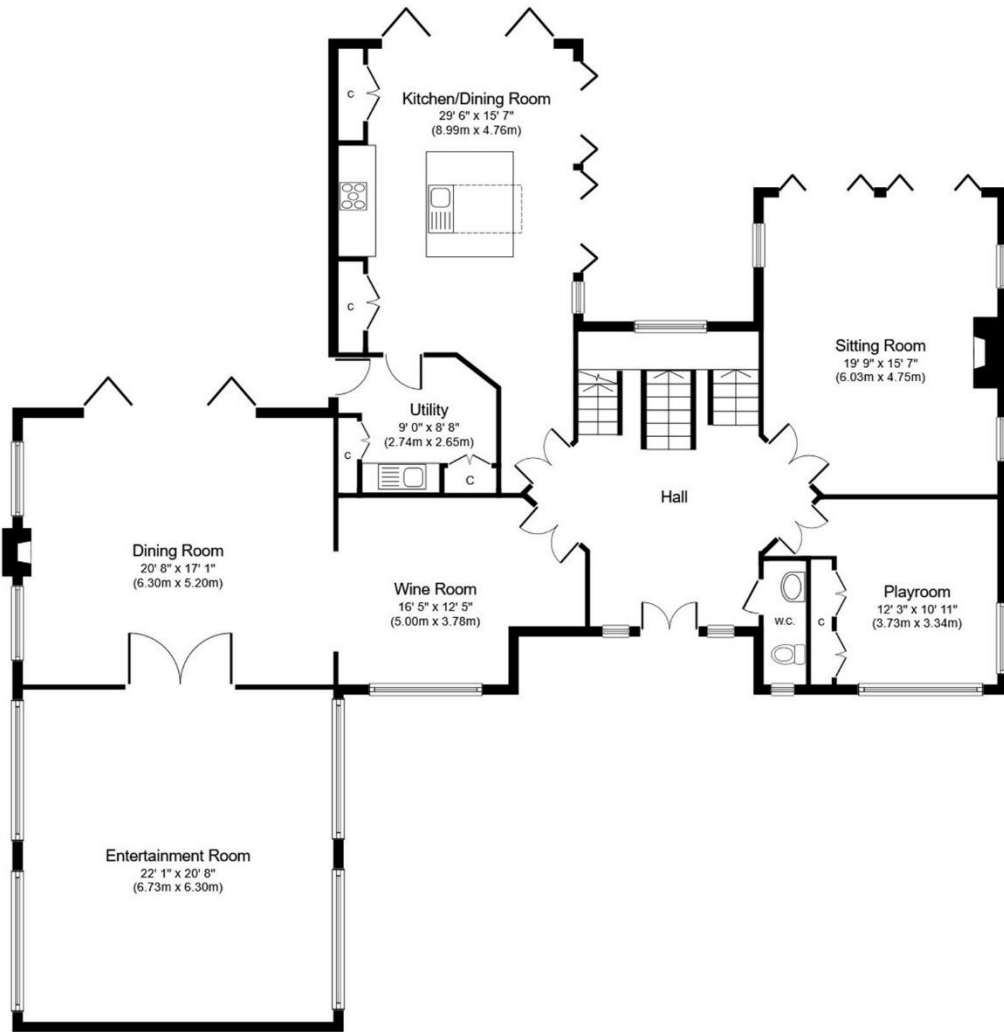 Kitchen/Dining Room
29' 6" x 15' 7"
(8.99m x 4.76m)
C
C
Sitting Room
19' 9" x 15' 7"
(6.03m x 4.75m)
Utility
9' 0" x 8' 8"
(2.74m x 2.65m)
C
C
Hall
Dining Room
20' 8" x 17' 1"
(6.30m x 5.20m)
Wine Room
16' 5" x 12' 5"
(5.00m x 3.78m)
W.C.
C
Playroom
12' 3" x 10' 11"
(3.73m x 3.34m)
Entertainment Room
22' 1" x 20' 8"
(6.73m x 6.30m)